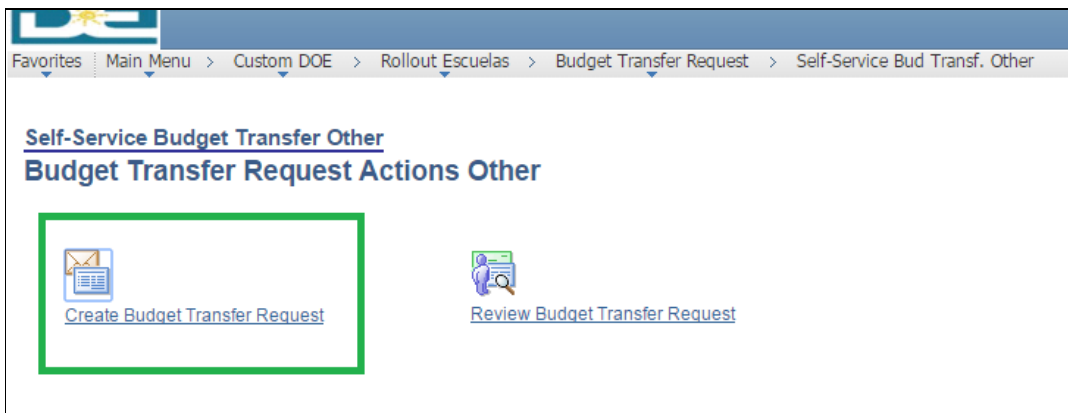 Favorites Main Menu > Custom DOE > Rollout Escuelas > Budget Transfer Request > Self-Service Bud Transf. Other
Self-Service Budget Transfer Other
Budget Transfer Request Actions Other
Create Budget Transfer Request
Review Budget Transfer Request